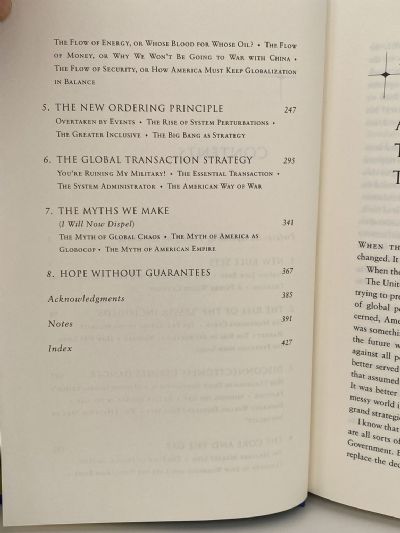 The Flow of Energy, or Whose Blood for Whose Oil? • The Flow
of Money, or Why We Won't Be Going to War with China •
The Flow of Security, or How America Must Keep Globalization
in Balance
5. THE NEW ORDERING PRINCIPLE 247
Overtaken by Events • The Rise of System Perturbations •
The Greater Inclusive • The Big Bang as Strategy
6. THE GLOBAL TRANSACTION STRATEGY 295
You're Ruining My Military! • The Essential Transaction •
The System Administrator • The American Way of War
7. THE MYTHS WE MAKE
(I Will Now Dispel) 341
The Myth of Global Chaos • The Myth of America as
Globocop • The Myth of American Empire
8. HOPE WITHOUT GUARANTEES 367
Acknowledgments 385
Notes 391
Index 427
A
T
T
When th
changed. It
When the
The Unit
trying to pre
of global po
cerned, Ame
was somethin
the future w
against all p
better served
that assumed
It was better
messy world i
grand strategie
I know that
are all sorts of
Government. B
replace the dec